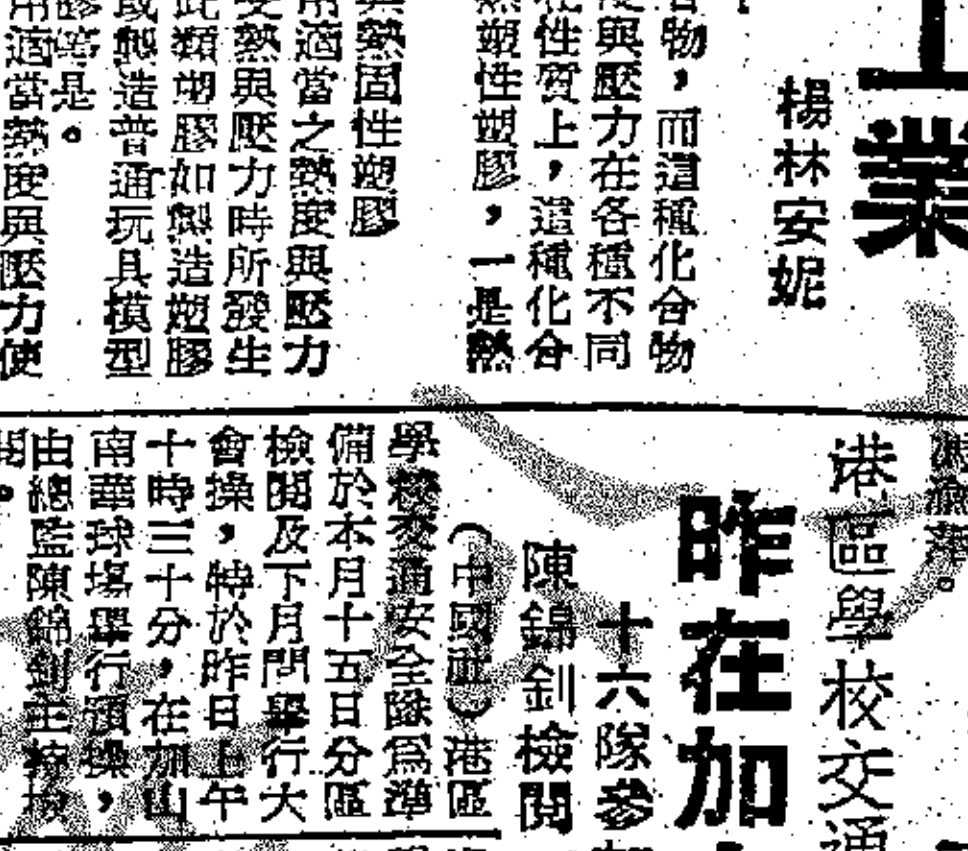 業
楊林安妮
物，而這種化合物
與壓力在各種不同
性質上，這種化合
熱塑性塑膠，一是熱
熱固性塑膠
用適當之熱度與壓力
受熱與壓力時所發生
此類塑膠如製造塑膠
或製造普通玩具模型
膠等是。
用適當熱度與壓力使
港區學校交通
昨在加
十六隊參加
陳錦釗檢閱
（中國社）港區
學校交通安全隊爲準
備於本月十五日分區
檢閱及下月間舉行大
會操，特於昨日上午
十時三十分，在加山
南華球場舉行預操，
由總監陳錦釗主持檢
閱。